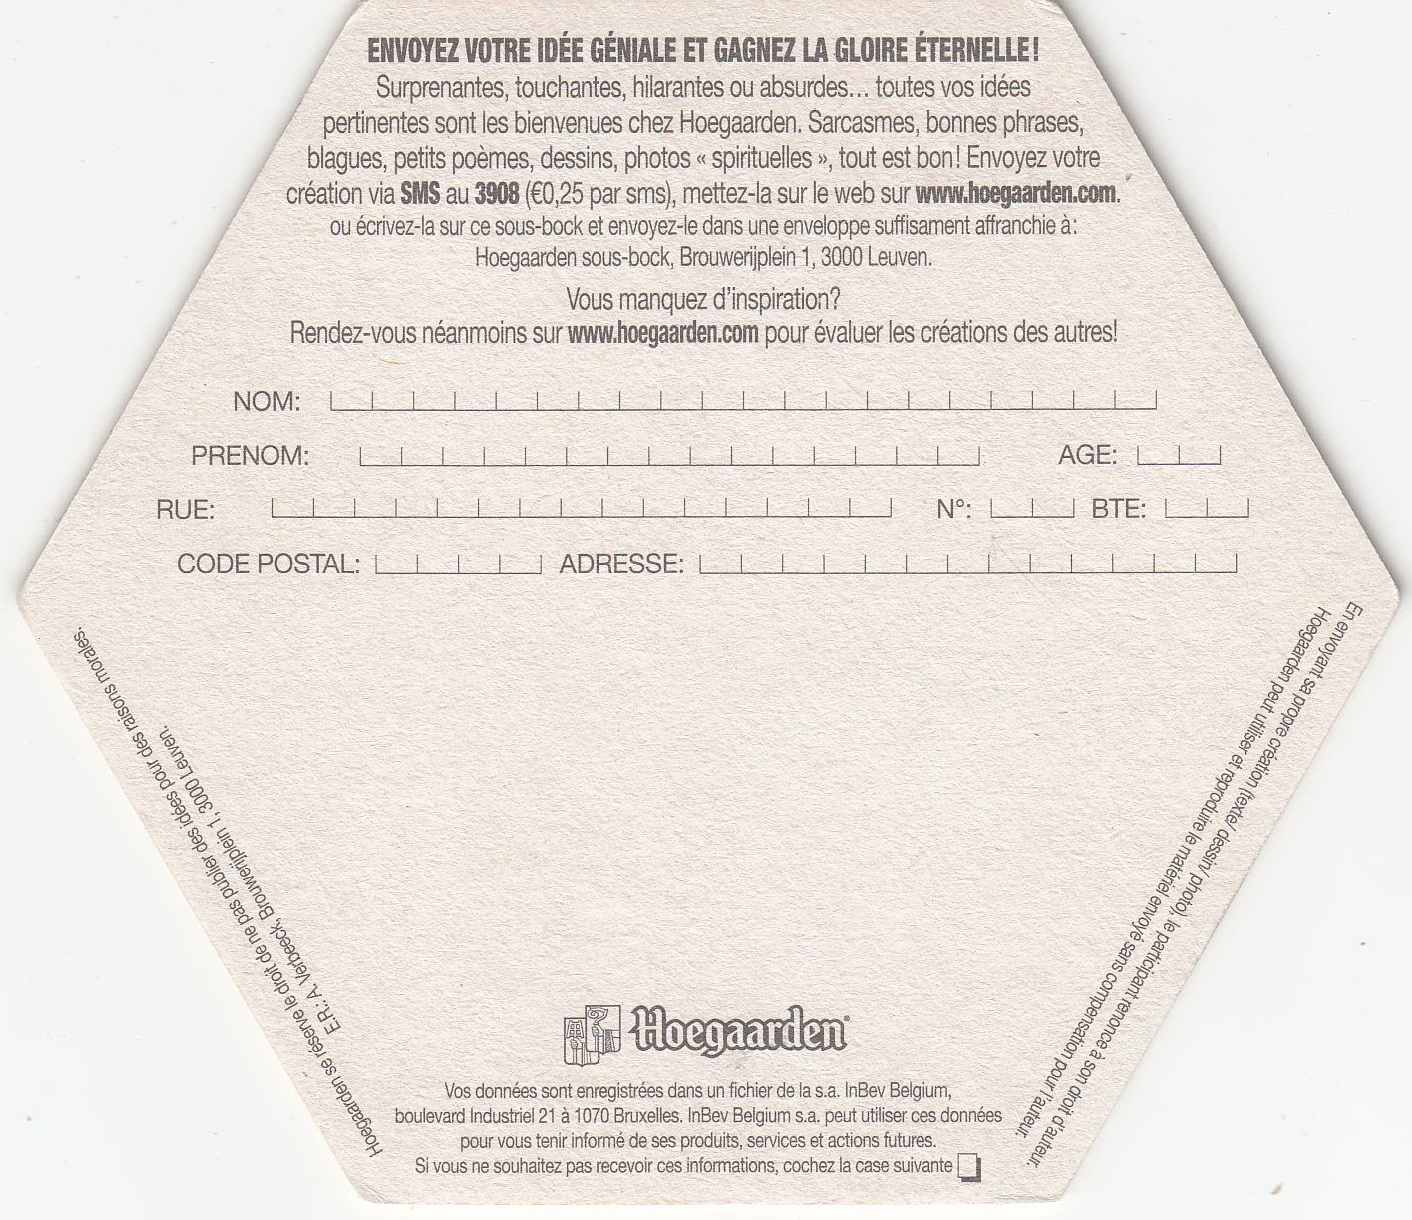 ENVOYEZ VOTRE IDÉE GÉNIALE ET GAGNEZ LA GLOIRE ÉTERNELLE!
Surprenantes, touchantes, hilarantes ou absurdes... toutes vos idées
pertinentes sont les bienvenues chez Hoegaarden. Sarcasmes, bonnes phrases,
blagues, petits poèmes, dessins, photos « spirituelles », tout est bon! Envoyez votre
création via SMS au 3908 (€0,25 par sms), mettez-la sur le web sur www.hoegaarden.com.
ou écrivez-la sur ce sous-bock et envoyez-le dans une enveloppe suffisament affranchie à:
Hoegaarden sous-bock, Brouwerijplein 1, 3000 Leuven.
Vous manquez d'inspiration?
Rendez-vous néanmoins sur www.hoegaarden.com pour évaluer les créations des autres!
NOM:
PRENOM: AGE:
RUE: N°: BTE:
CODE POSTAL: ADRESSE:
Hoegaarden se réserve le droit de ne pas publier des idées pour des raisons morales.
E.R.: A. Verbeeck, Brouwerijplein 1, 3000 Leuven.
En envoyant sa propre création (texte/ dessin/ photo), le participant renonce à son droit d'auteur.
Hoegaarden peut utiliser et reproduire le matériel envoyé sans compensation pour l'auteur.
Hoegaarden®
Vos données sont enregistrées dans un fichier de la s.a. InBev Belgium,
boulevard Industriel 21 à 1070 Bruxelles. InBev Belgium s.a. peut utiliser ces données
pour vous tenir informé de ses produits, services et actions futures.
Si vous ne souhaitez pas recevoir ces informations, cochez la case suivante